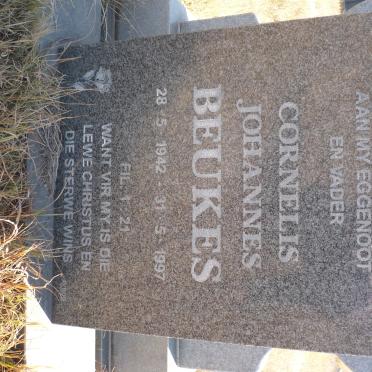 AAN MY EGGENOOT
EN VADER
CORNELIS
JOHANNES
BEUKES
28 . 5 . 1942 - 31 . 5 . 1997
FIL. 1 : 21
WANT VIR MY IS DIE
LEWE CHRISTUS EN
DIE STERWE WINS